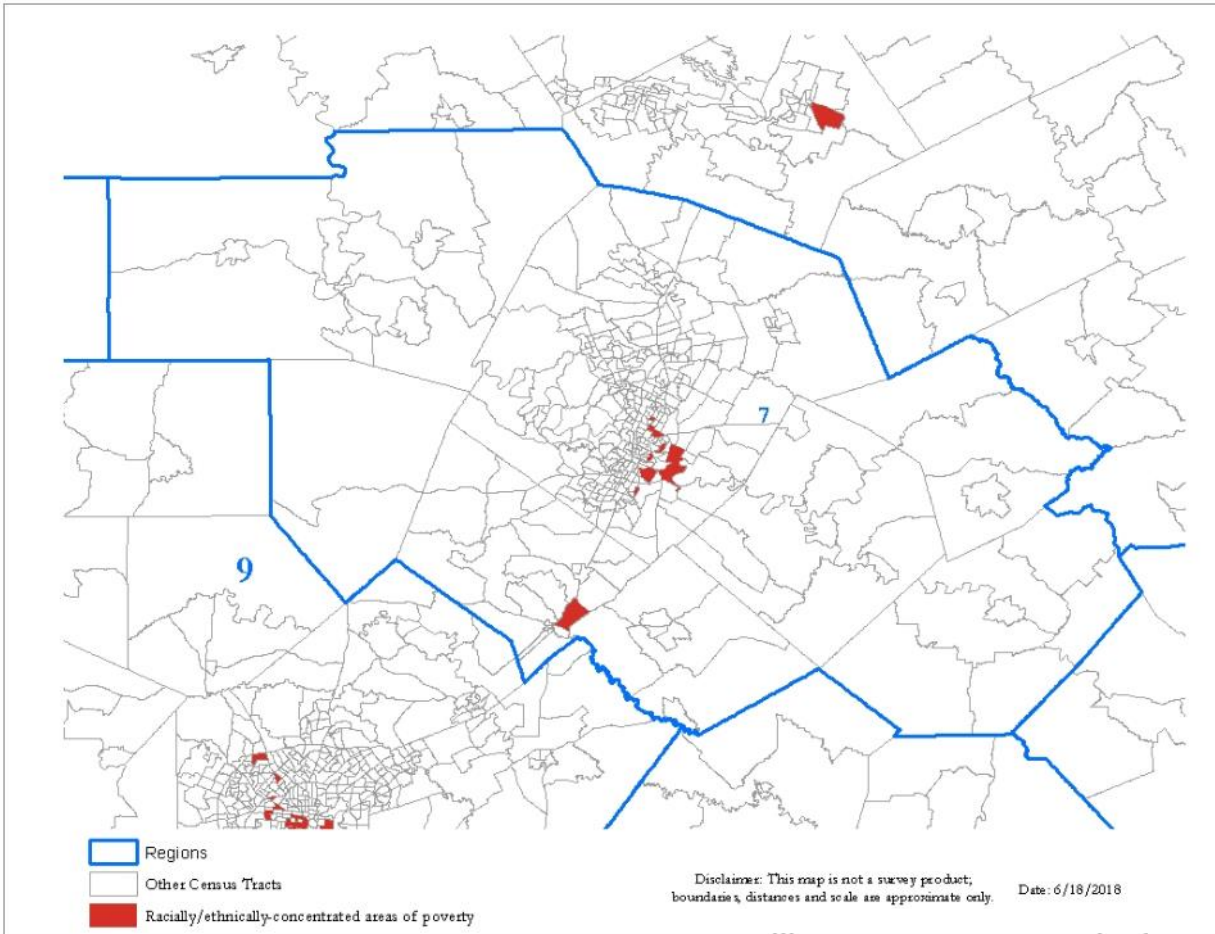 7
9
Regions
Other Census Tracts
Racially/ethnically-concentrated areas of poverty
Disclaimer: This map is not a survey product;
boundaries, distances and scale are approximate only.
Date: 6/18/2018